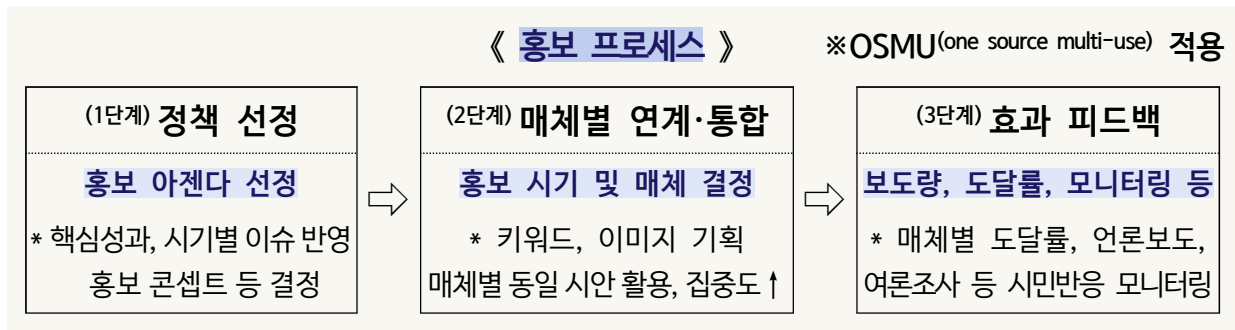 《 홍보 프로세스 》 ※OSMU(one source multi-use) 적용
(1단계) 정책 선정
홍보 아젠다 선정
* 핵심성과, 시기별 이슈 반영
홍보 콘셉트 등 결정
⇨
(2단계) 매체별 연계·통합
홍보 시기 및 매체 결정
* 키워드, 이미지 기획
매체별 동일 시안 활용, 집중도↑
⇨
(3단계) 효과 피드백
보도량, 도달률, 모니터링 등
* 매체별 도달률, 언론보도,
여론조사 등 시민반응 모니터링